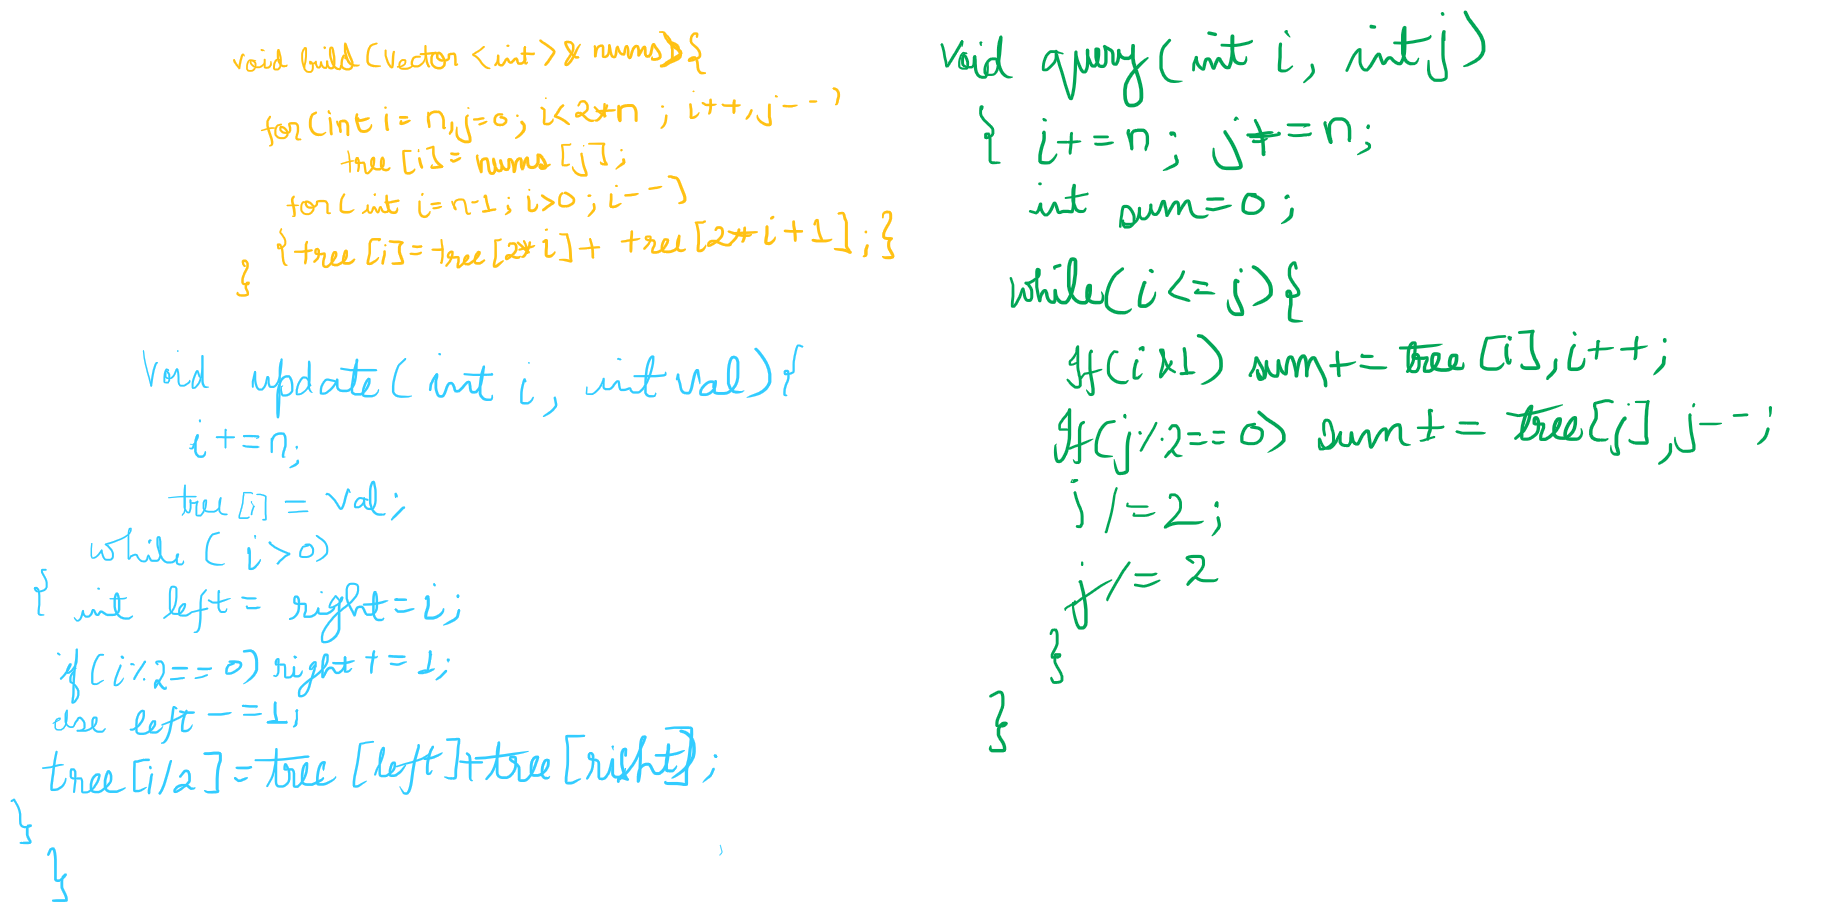 void build (vector <int>& nums) {
for (int i = n, j=0; i<2*n ; i++, j--)
tree [i] = nums [j];
for (int i=n-1; i>0; i--)
{tree [i]=tree[2*i]+ tree[2*i+1];}
}
void update(int i, int val){
i+=n;
tree [i] = val;
while ( i>0)
{ int left = right = i;
if (i%2==0) right+=1;
else left -=1;
tree[i/2]=tree [left]+tree[right];
}
}
void query(int i, int j)
{ i+=n; j+=n;
int sum=0;
while(i<=j){
If(i&1) sum+=tree[i],i++;
If(j%2==0) sum+=tree[j],j--;
i/=2;
j/=2
}
}